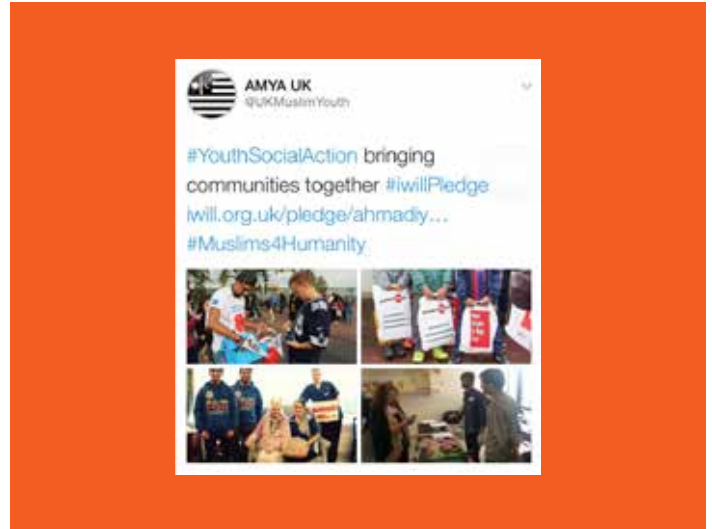 AMYA UK
@UKMuslimYouth
#YouthSocialAction bringing
communities together #iwillPledge
iwill.org.uk/pledge/ahmadiy...
#Muslims4Humanity